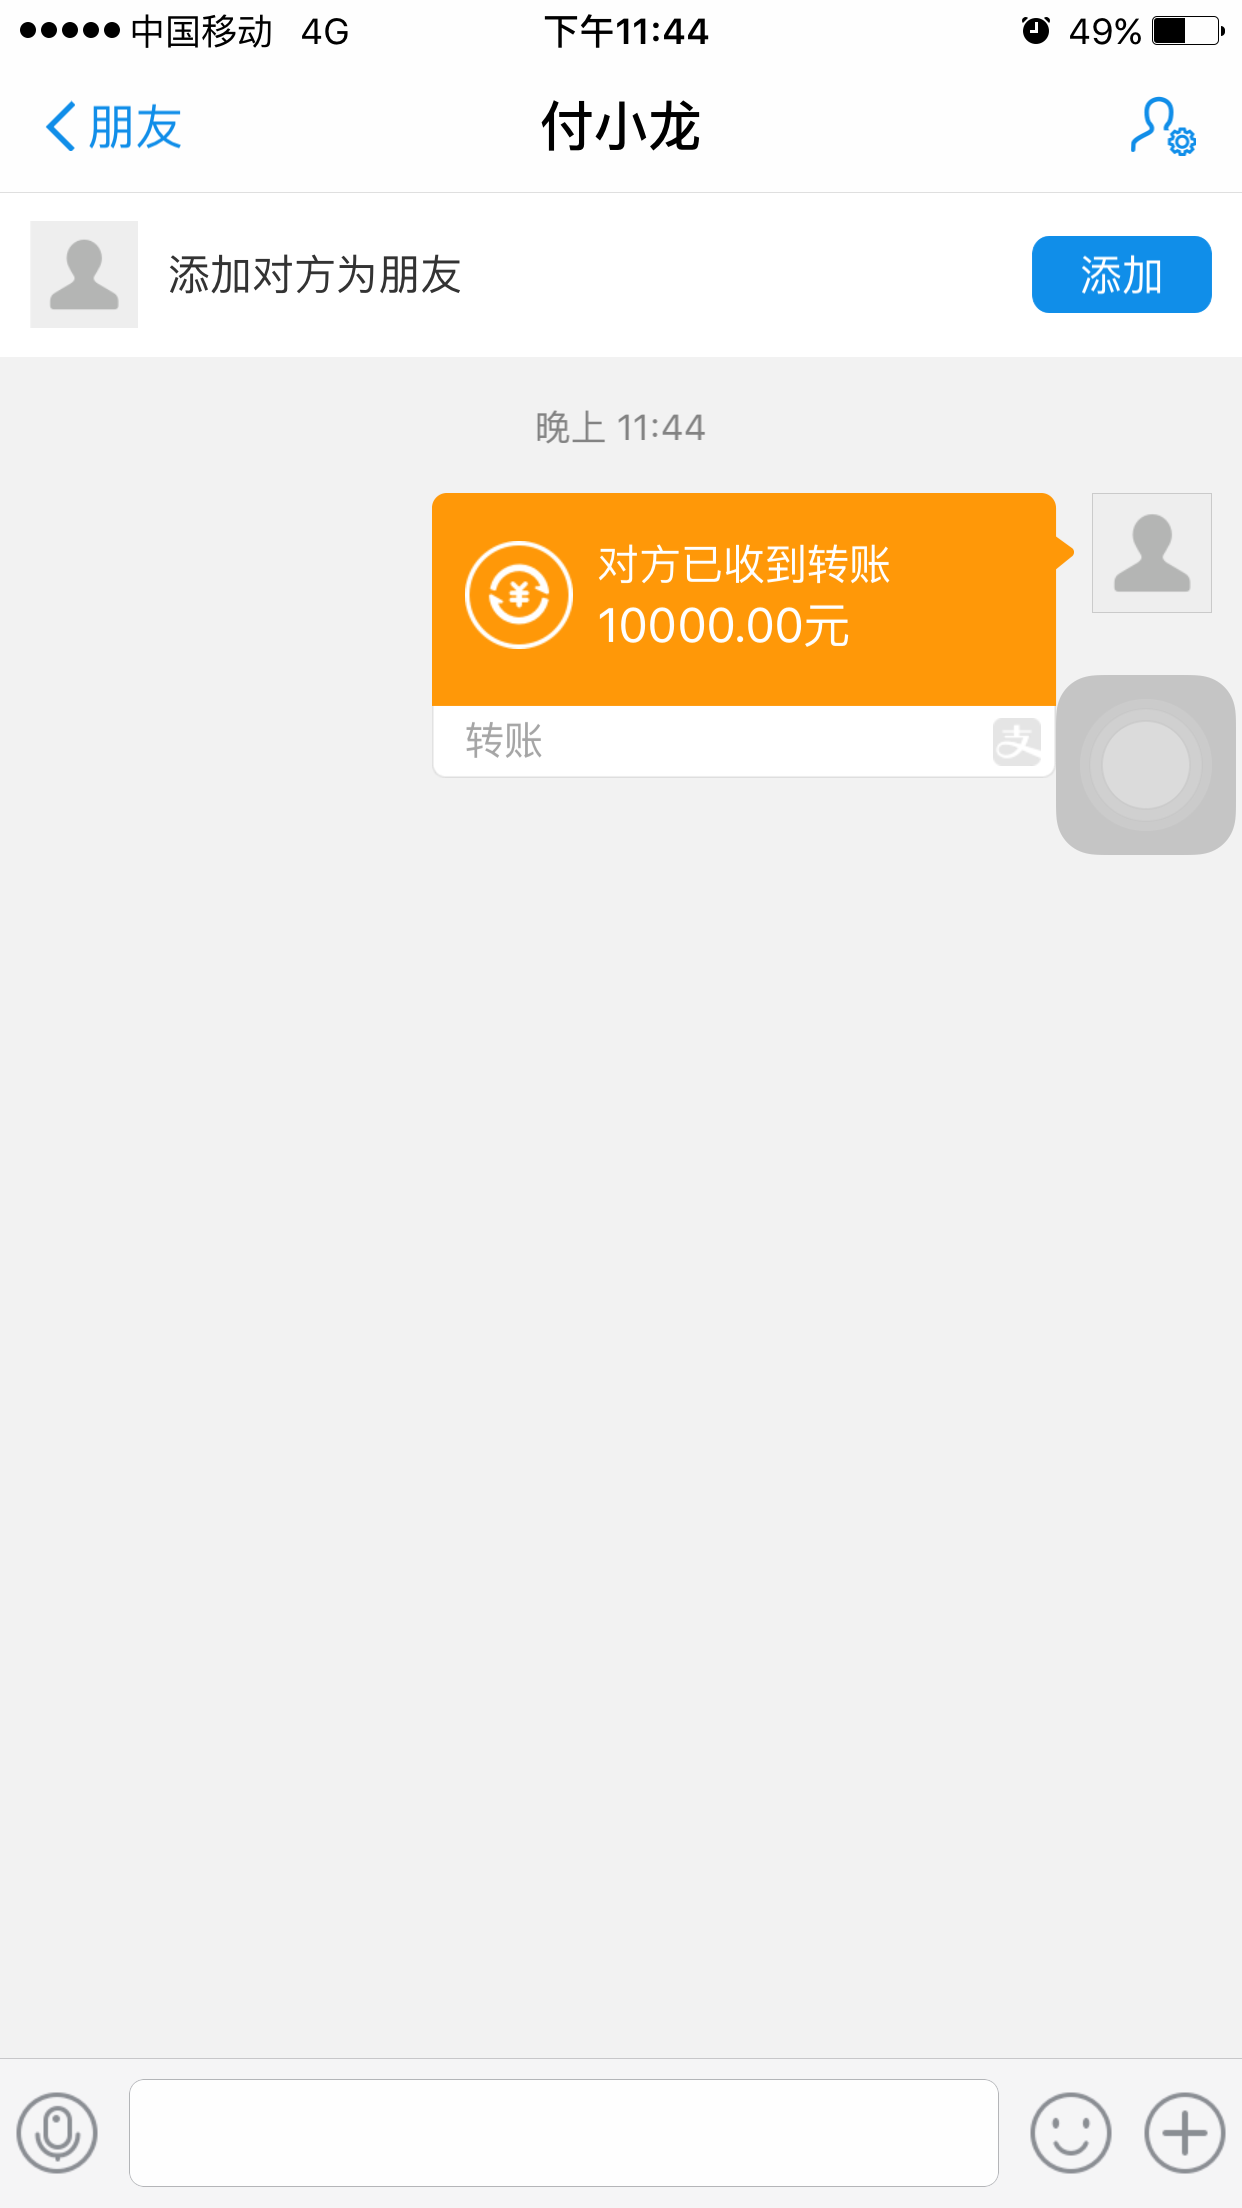 中国移动 4G 下午11:44 49%
朋友 付小龙
添加对方为朋友 添加
晚上 11:44
对方已收到转账
10000.00元
转账 支